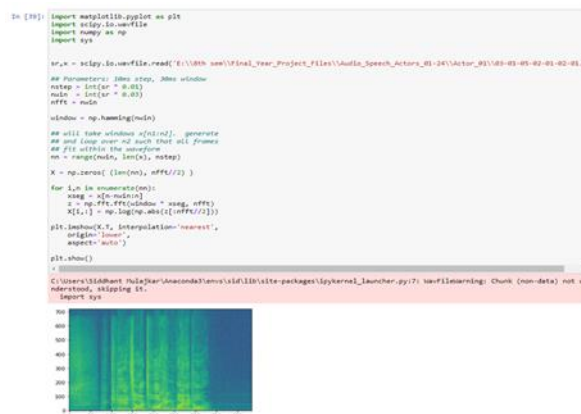 In [39]: import matplotlib.pyplot as plt
import scipy.io.wavfile
import numpy as np
import sys
sr,x = scipy.io.wavfile.read('E:\\8th sem\\Final_Year_Project_Files\\Audio_Speech_Actors_01-24\\Actor_01\\03-01-05-02-01-02-01.
## Parameters: 10ms step, 30ms window
nstep = int(sr * 0.01)
nwin = int(sr * 0.03)
nfft = nwin
window = np.hamming(nwin)
## will take windows x[n1:n2]. generate
## and loop over n2 such that all frames
## fit within the waveform
nn = range(nwin, len(x), nstep)
X = np.zeros( (len(nn), nfft//2) )
for i,n in enumerate(nn):
xseg = x[n-nwin:n]
z = np.fft.fft(window * xseg, nfft)
X[i,:] = np.log(np.abs(z[:nfft//2]))
plt.imshow(X.T, interpolation='nearest',
origin='lower',
aspect='auto')
plt.show()
C:\Users\Siddhant Mulajkar\Anaconda3\envs\sid\lib\site-packages\ipykernel_launcher.py:7: WavFileWarning: Chunk (non-data) not
nderstood, skipping it.
import sys
700
600
500
400
300
200
100
0